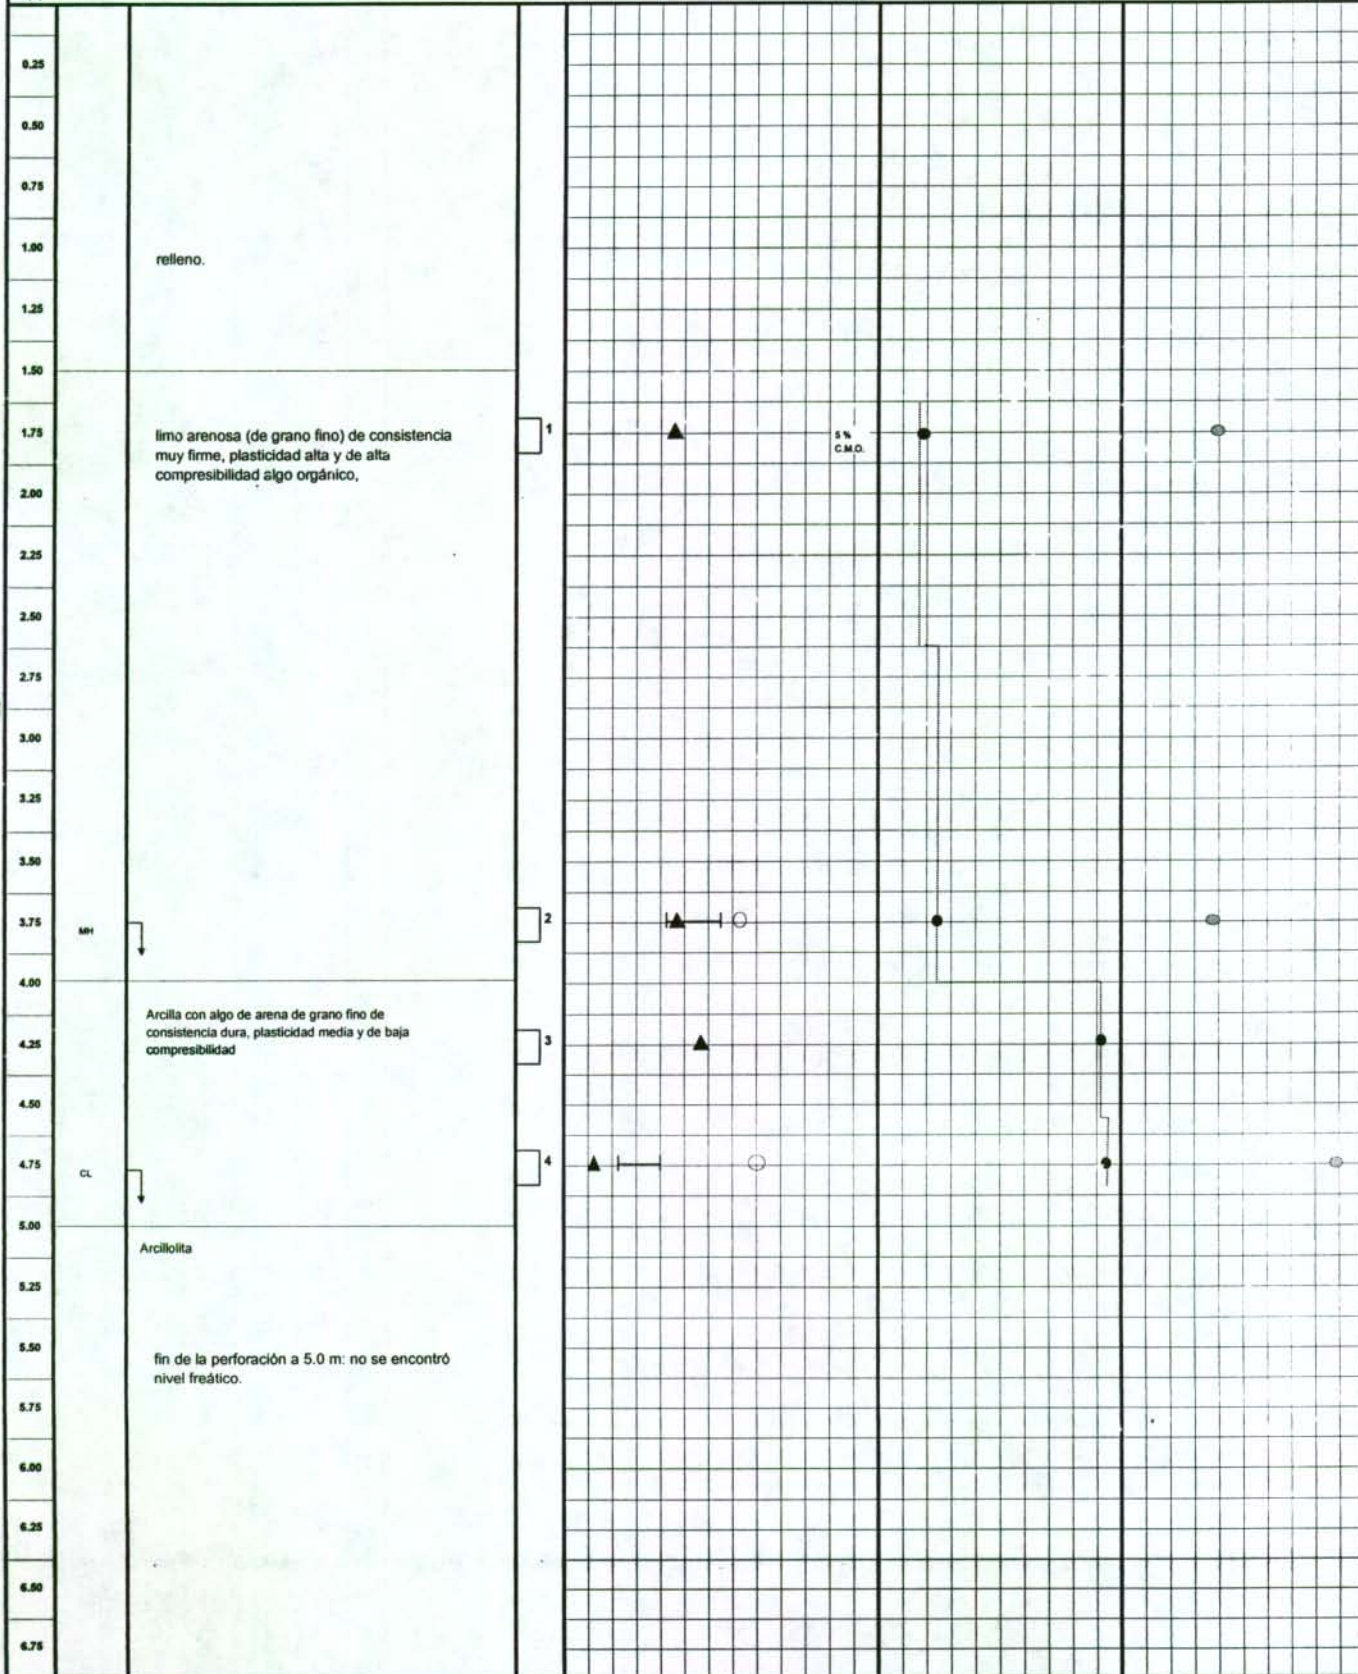 0.25
0.50
0.75
1.00
relleno.
1.25
1.50
1.75
limo arenosa (de grano fino) de consistencia
muy firme, plasticidad alta y de alta
compresibilidad algo orgánico,
1
5 %
C.M.O.
2.00
2.25
2.50
2.75
3.00
3.25
3.50
3.75
MH
2
4.00
Arcilla con algo de arena de grano fino de
consistencia dura, plasticidad media y de baja
compresibilidad
4.25
3
4.50
4.75
CL
4
5.00
Arcillolita
5.25
5.50
fin de la perforación a 5.0 m: no se encontró
nivel freático.
5.75
6.00
6.25
6.50
6.75